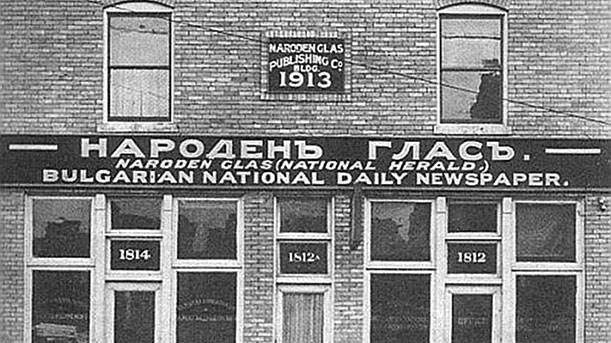 NARODEN GLAS
PUBLISHING CO
BLDG.
1913
НАРОДЕНЪ ГЛАСЪ.
NARODEN GLAS (NATIONAL HERALD.)
BULGARIAN NATIONAL DAILY NEWSPAPER.
1814
1812A
1812